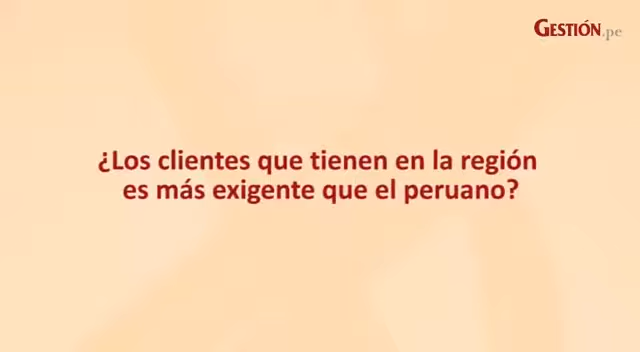 GESTIÓN.pe
¿Los clientes que tienen en la región
es más exigente que el peruano?